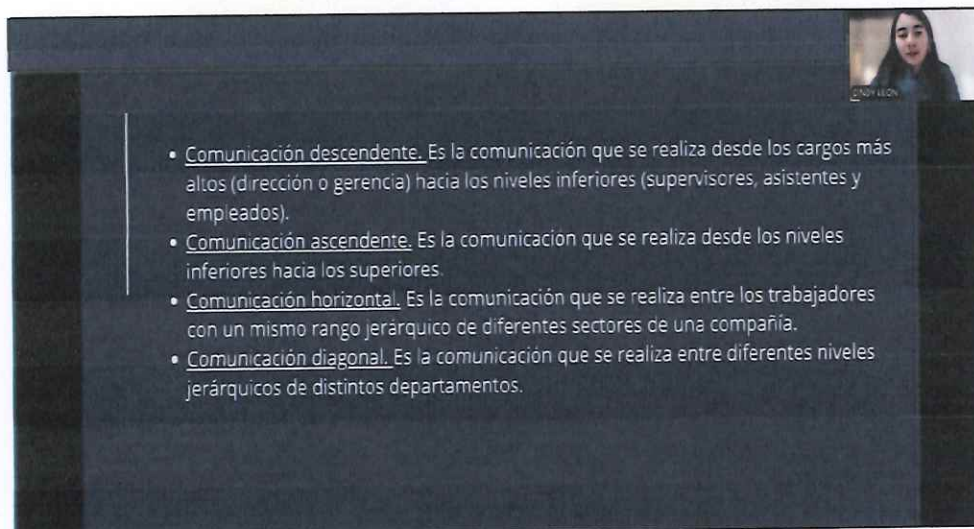 CINDY LEON
• Comunicación descendente. Es la comunicación que se realiza desde los cargos más
altos (dirección o gerencia) hacia los niveles inferiores (supervisores, asistentes y
empleados).
• Comunicación ascendente. Es la comunicación que se realiza desde los niveles
inferiores hacia los superiores.
• Comunicación horizontal. Es la comunicación que se realiza entre los trabajadores
con un mismo rango jerárquico de diferentes sectores de una compañía.
• Comunicación diagonal. Es la comunicación que se realiza entre diferentes niveles
jerárquicos de distintos departamentos.